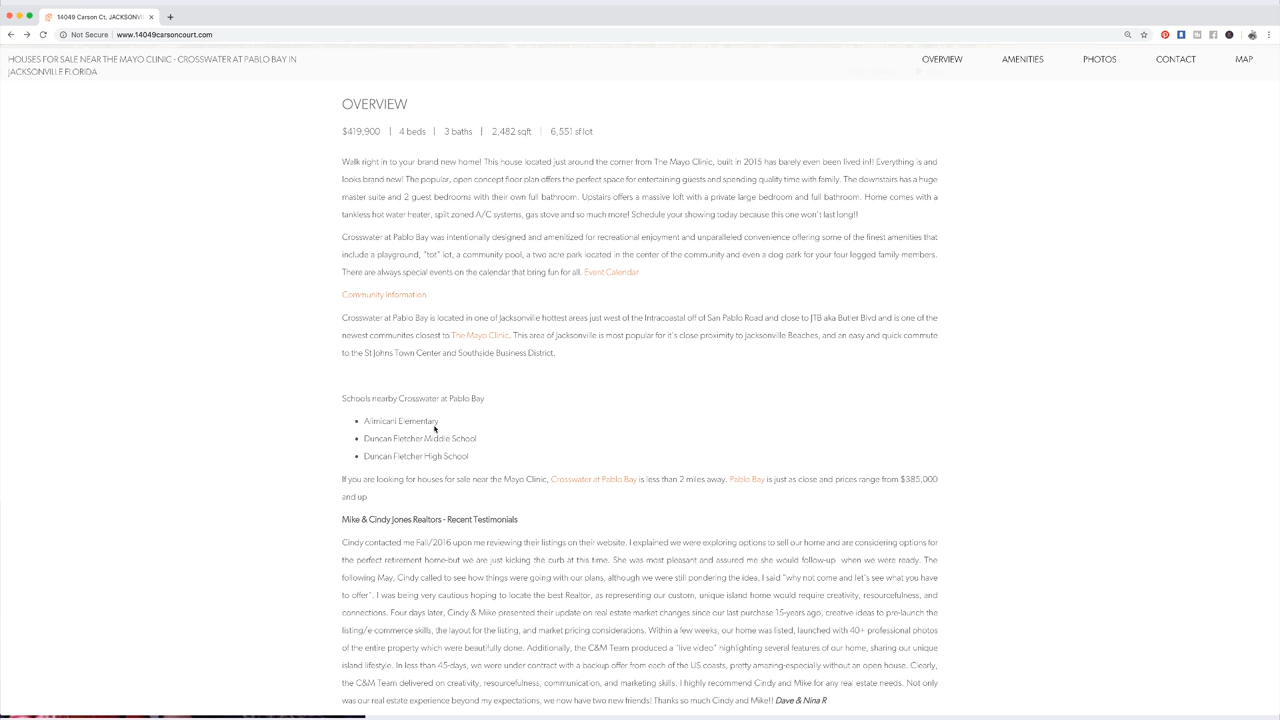 14049 Carson Ct, JACKSONVI
Not Secure | www.14049carsoncourt.com
HOUSES FOR SALE NEAR THE MAYO CLINIC - CROSSWATER AT PABLO BAY IN
JACKSONVILLE FLORIDA
OVERVIEW AMENITIES PHOTOS CONTACT MAP
OVERVIEW
$419,900 | 4 beds | 3 baths | 2,482 sqft | 6,551 sf lot
Walk right in to your brand new home! This house located just around the corner from The Mayo Clinic, built in 2015 has barely even been lived in!! Everything is and
looks brand new! The popular, open concept floor plan offers the perfect space for entertaining guests and spending quality time with family. The downstairs has a huge
master suite and 2 guest bedrooms with their own full bathroom. Upstairs offers a massive loft with a private large bedroom and full bathroom. Home comes with a
tankless hot water heater, spilt zoned A/C systems, gas stove and so much more! Schedule your showing today because this one won't last long!!
Crosswater at Pablo Bay was intentionally designed and amenitized for recreational enjoyment and unparalleled convenience offering some of the finest amenities that
include a playground, "tot" lot, a community pool, a two acre park located in the center of the community and even a dog park for your four legged family members.
There are always special events on the calendar that bring fun for all. Event Calendar
Community Information
Crosswater at Pablo Bay is located in one of Jacksonville hottest areas just west of the Intracoastal off of San Pablo Road and close to JTB aka Butler Blvd and is one of the
newest communites closest to The Mayo Clinic. This area of Jacksonville is most popular for it's close proximity to Jacksonville Beaches, and an easy and quick commute
to the St Johns Town Center and Southside Business District.
Schools nearby Crosswater at Pablo Bay
• Alimicani Elementary
• Duncan Fletcher Middle School
• Duncan Fletcher High School
If you are looking for houses for sale near the Mayo Clinic, Crosswater at Pablo Bay is less than 2 miles away. Pablo Bay is just as close and prices range from $385,000
and up
Mike & Cindy Jones Realtors - Recent Testimonials
Cindy contacted me Fall/2016 upon me reviewing their listings on their website. I explained we were exploring options to sell our home and are considering options for
the perfect retirement home-but we are just kicking the curb at this time. She was most pleasant and assured me she would follow-up when we were ready. The
following May, Cindy called to see how things were going with our plans, although we were still pondering the idea, I said "why not come and let's see what you have
to offer". I was being very cautious hoping to locate the best Realtor, as representing our custom, unique island home would require creativity, resourcefulness, and
connections. Four days later, Cindy & Mike presented their update on real estate market changes since our last purchase 15-years ago, creative ideas to pre-launch the
listing/e-commerce skills, the layout for the listing, and market pricing considerations. Within a few weeks, our home was listed, launched with 40+ professional photos
of the entire property which were beautifully done. Additionally, the C&M Team produced a "live video" highlighting several features of our home, sharing our unique
island lifestyle. In less than 45-days, we were under contract with a backup offer from each of the US coasts, pretty amazing-especially without an open house. Clearly,
the C&M Team delivered on creativity, resourcefulness, communication, and marketing skills. I highly recommend Cindy and Mike for any real estate needs. Not only
was our real estate experience beyond my expectations, we now have two new friends! Thanks so much Cindy and Mike!! Dave & Nina R